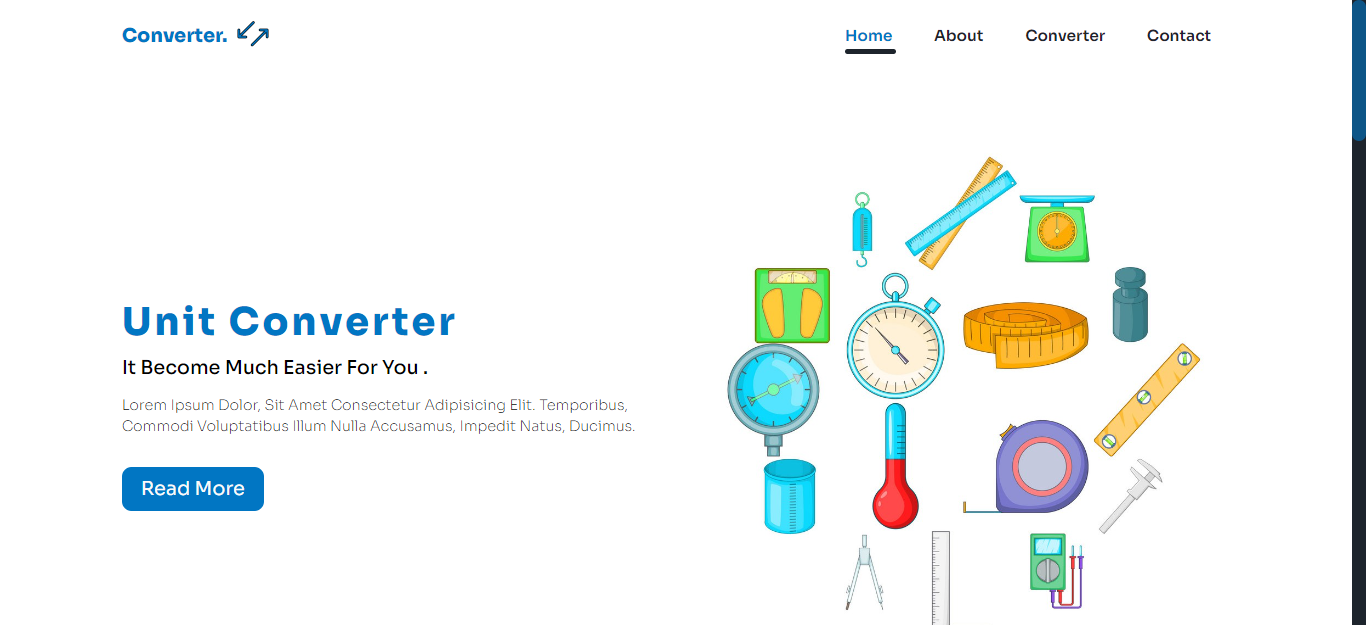 Converter.
Home About Converter Contact
Unit Converter
It Become Much Easier For You .
Lorem Ipsum Dolor, Sit Amet Consectetur Adipisicing Elit. Temporibus,
Commodi Voluptatibus Illum Nulla Accusamus, Impedit Natus, Ducimus.
Read More